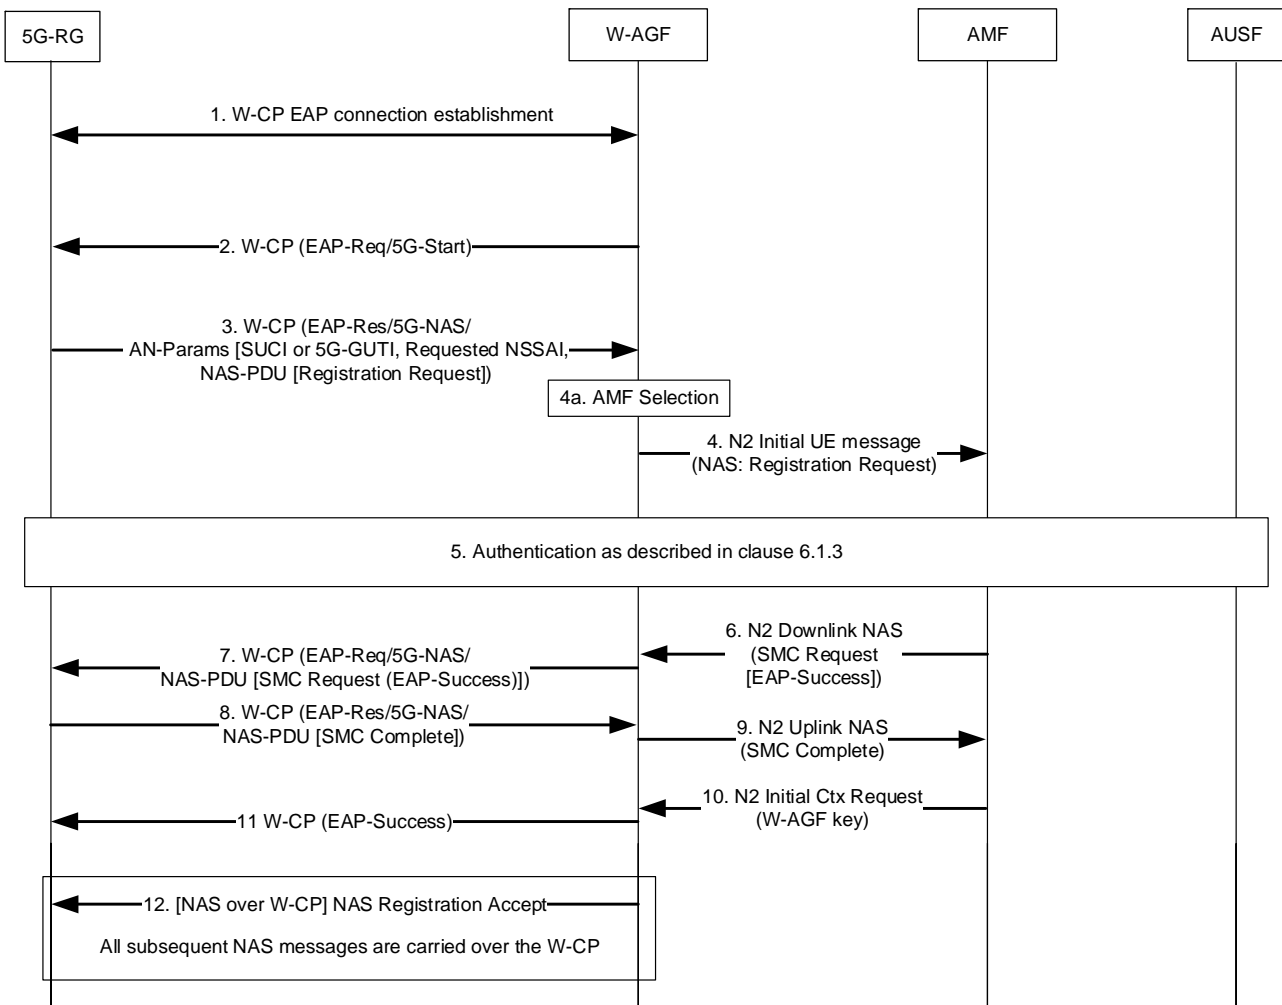 5G-RG
W-AGF
AMF
AUSF
1. W-CP EAP connection establishment
2. W-CP (EAP-Req/5G-Start)
3. W-CP (EAP-Res/5G-NAS/
AN-Params [SUCI or 5G-GUTI, Requested NSSAI,
NAS-PDU [Registration Request])
4a. AMF Selection
4. N2 Initial UE message
(NAS: Registration Request)
5. Authentication as described in clause 6.1.3
6. N2 Downlink NAS
(SMC Request
[EAP-Success])
7. W-CP (EAP-Req/5G-NAS/
NAS-PDU [SMC Request (EAP-Success)])
8. W-CP (EAP-Res/5G-NAS/
NAS-PDU [SMC Complete])
9. N2 Uplink NAS
(SMC Complete)
10. N2 Initial Ctx Request
(W-AGF key)
11 W-CP (EAP-Success)
12. [NAS over W-CP] NAS Registration Accept
All subsequent NAS messages are carried over the W-CP